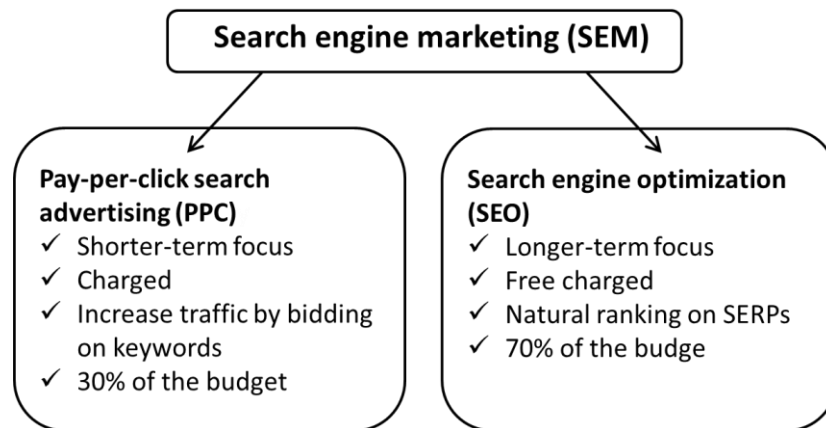 Search engine marketing (SEM)
Pay-per-click search
advertising (PPC)
✓ Shorter-term focus
✓ Charged
✓ Increase traffic by bidding
on keywords
✓ 30% of the budget
Search engine optimization
(SEO)
✓ Longer-term focus
✓ Free charged
✓ Natural ranking on SERPs
✓ 70% of the budge